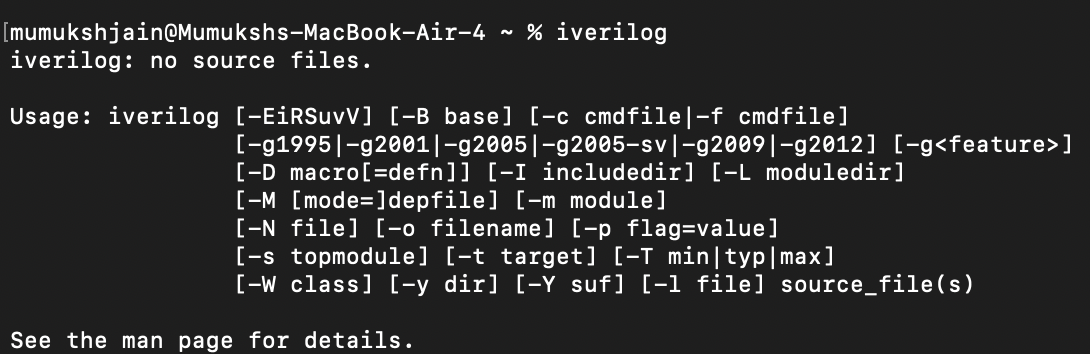 [mumukshjain@Mumukshs-MacBook-Air-4 ~ % iverilog
iverilog: no source files.
Usage: iverilog [-EiRSuvV] [-B base] [-c cmdfile|-f cmdfile]
[-g1995|-g2001|-g2005|-g2005-sv|-g2009|-g2012] [-g<feature>]
[-D macro[=defn]] [-I includedir] [-L moduledir]
[-M [mode=]depfile] [-m module]
[-N file] [-o filename] [-p flag=value]
[-s topmodule] [-t target] [-T min|typ|max]
[-W class] [-y dir] [-Y suf] [-l file] source_file(s)
See the man page for details.